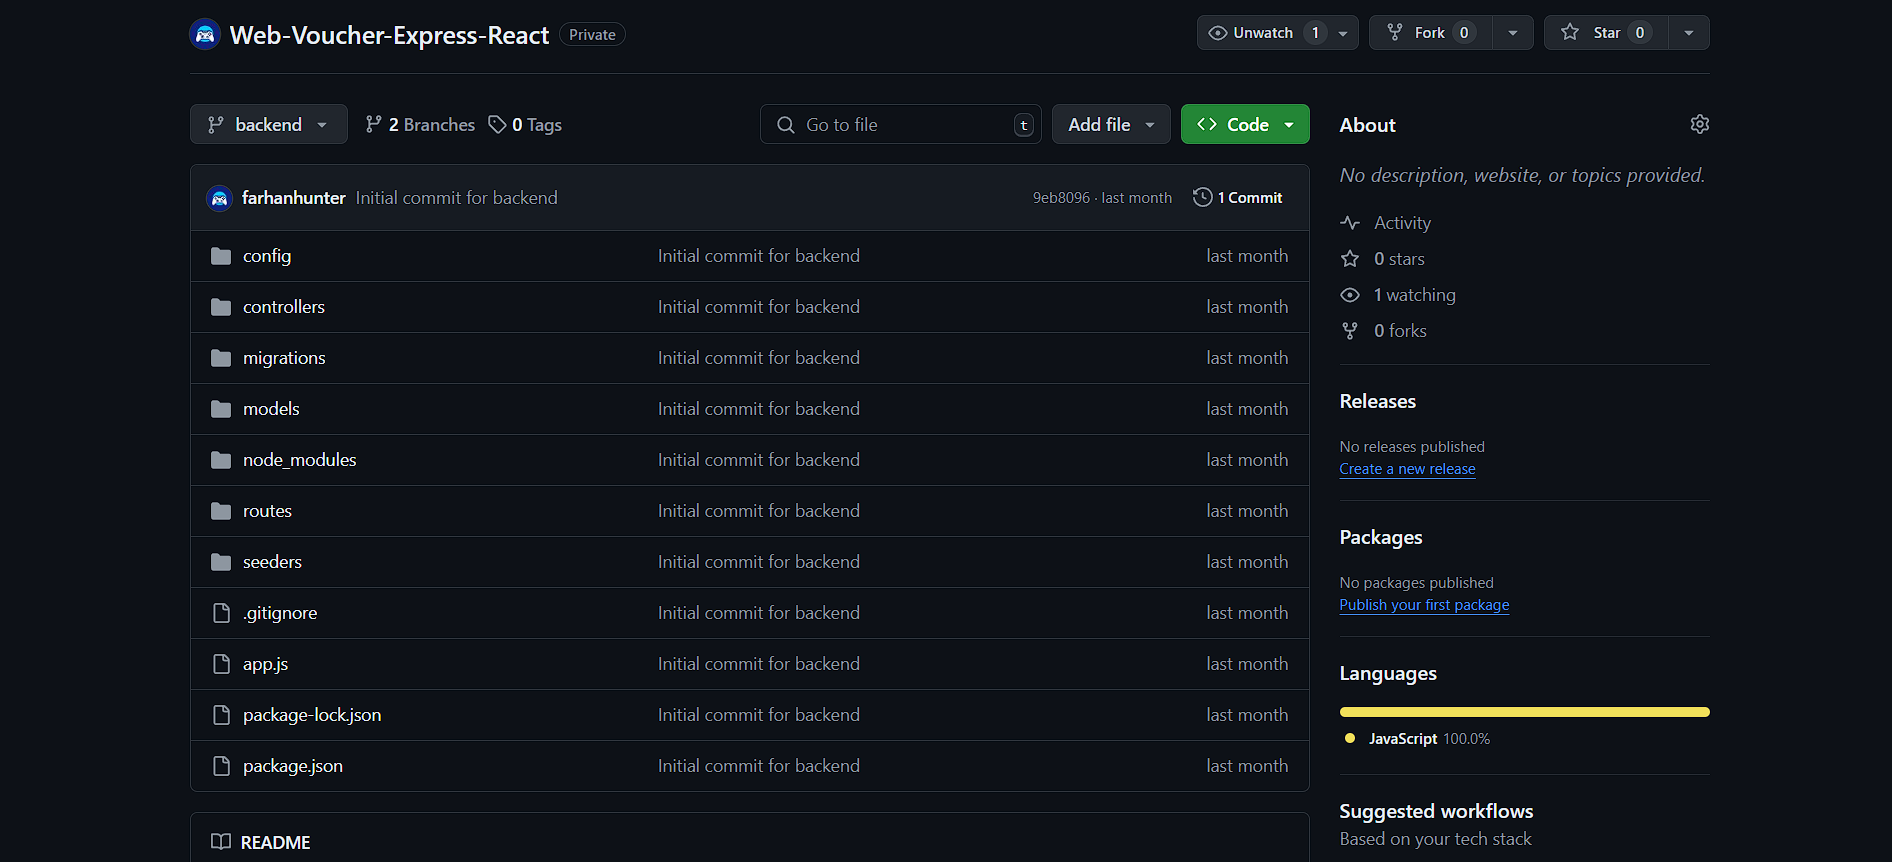 Web-Voucher-Express-React Private
Unwatch 1
Fork 0
Star 0
backend
2 Branches
0 Tags
Go to file t
Add file
Code
farhanhunter Initial commit for backend 9eb8096 · last month 1 Commit
config Initial commit for backend last month
controllers Initial commit for backend last month
migrations Initial commit for backend last month
models Initial commit for backend last month
node_modules Initial commit for backend last month
routes Initial commit for backend last month
seeders Initial commit for backend last month
.gitignore Initial commit for backend last month
app.js Initial commit for backend last month
package-lock.json Initial commit for backend last month
package.json Initial commit for backend last month
README
About
No description, website, or topics provided.
Activity
0 stars
1 watching
0 forks
Releases
No releases published
Create a new release
Packages
No packages published
Publish your first package
Languages
JavaScript 100.0%
Suggested workflows
Based on your tech stack